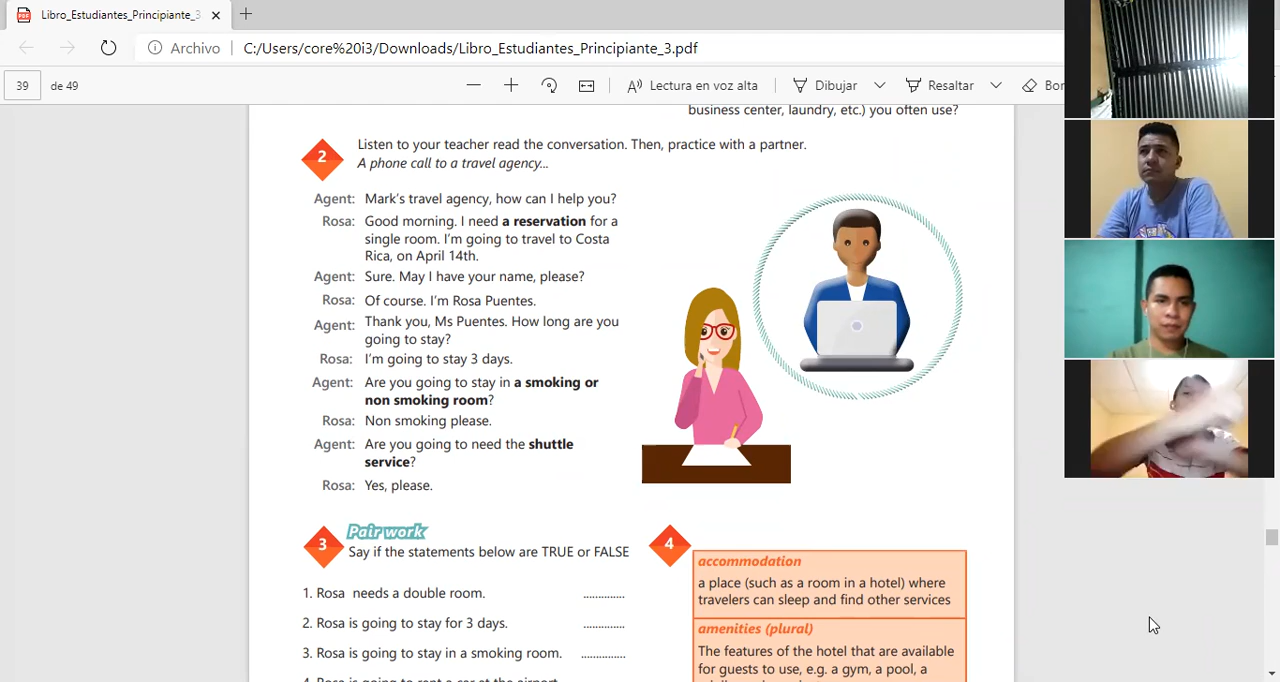 Libro_Estudiantes_Principiante_3
Archivo
C:/Users/core%20i3/Downloads/Libro_Estudiantes_Principiante_3.pdf
39
de 49
Lectura en voz alta
Dibujar
Resaltar
business center, laundry, etc.) you often use?
2
Listen to your teacher read the conversation. Then, practice with a partner.
A phone call to a travel agency...
Agent: Mark's travel agency, how can I help you?
Rosa: Good morning. I need a reservation for a
single room. I'm going to travel to Costa
Rica, on April 14th.
Agent: Sure. May I have your name, please?
Rosa: Of course. I'm Rosa Puentes.
Agent: Thank you, Ms Puentes. How long are you
going to stay?
Rosa: I'm going to stay 3 days.
Agent: Are you going to stay in a smoking or
non smoking room?
Rosa: Non smoking please.
Agent: Are you going to need the shuttle
service?
Rosa: Yes, please.
3
Pair work
Say if the statements below are TRUE or FALSE
1. Rosa needs a double room. ..............
2. Rosa is going to stay for 3 days. ..............
3. Rosa is going to stay in a smoking room. ..............
4. Rosa is going to rent a car at the airport
4
accommodation
a place (such as a room in a hotel) where
travelers can sleep and find other services
amenities (plural)
The features of the hotel that are available
for guests to use, e.g. a gym, a pool, a